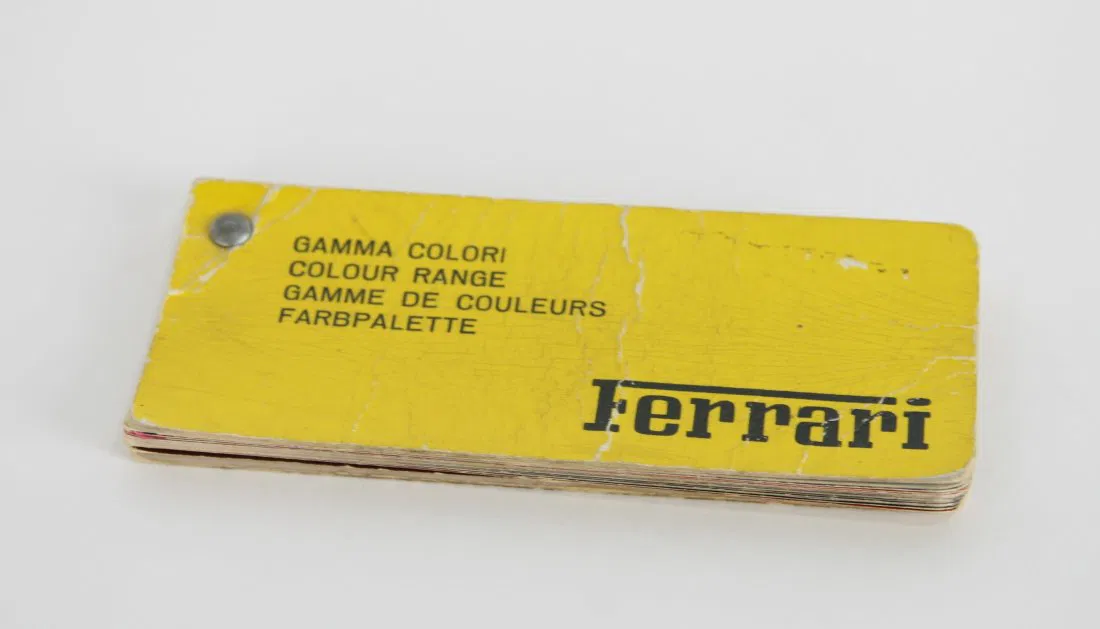 GAMMA COLORI
COLOUR RANGE
GAMME DE COULEURS
FARBPALETTE
Ferrari